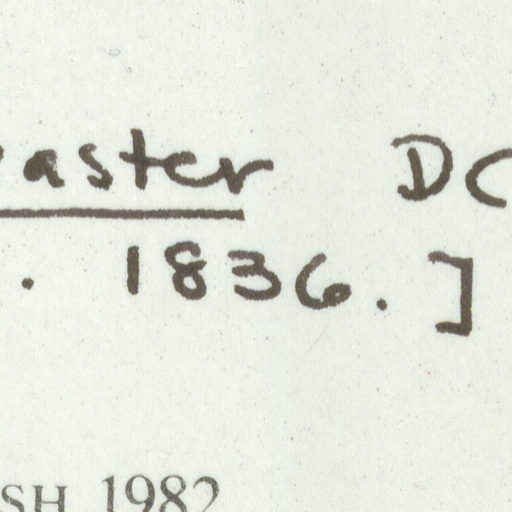 aster DC
. 1836.]
SH 1982